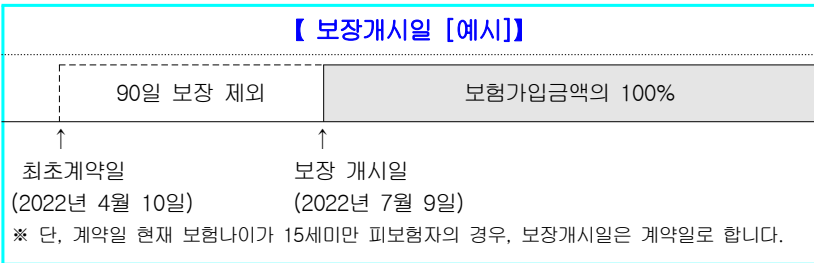 【 보장개시일 [예시]】
90일 보장 제외 보험가입금액의 100%
↑ ↑
최초계약일 보장 개시일
(2022년 4월 10일) (2022년 7월 9일)
※ 단, 계약일 현재 보험나이가 15세미만 피보험자의 경우, 보장개시일은 계약일로 합니다.